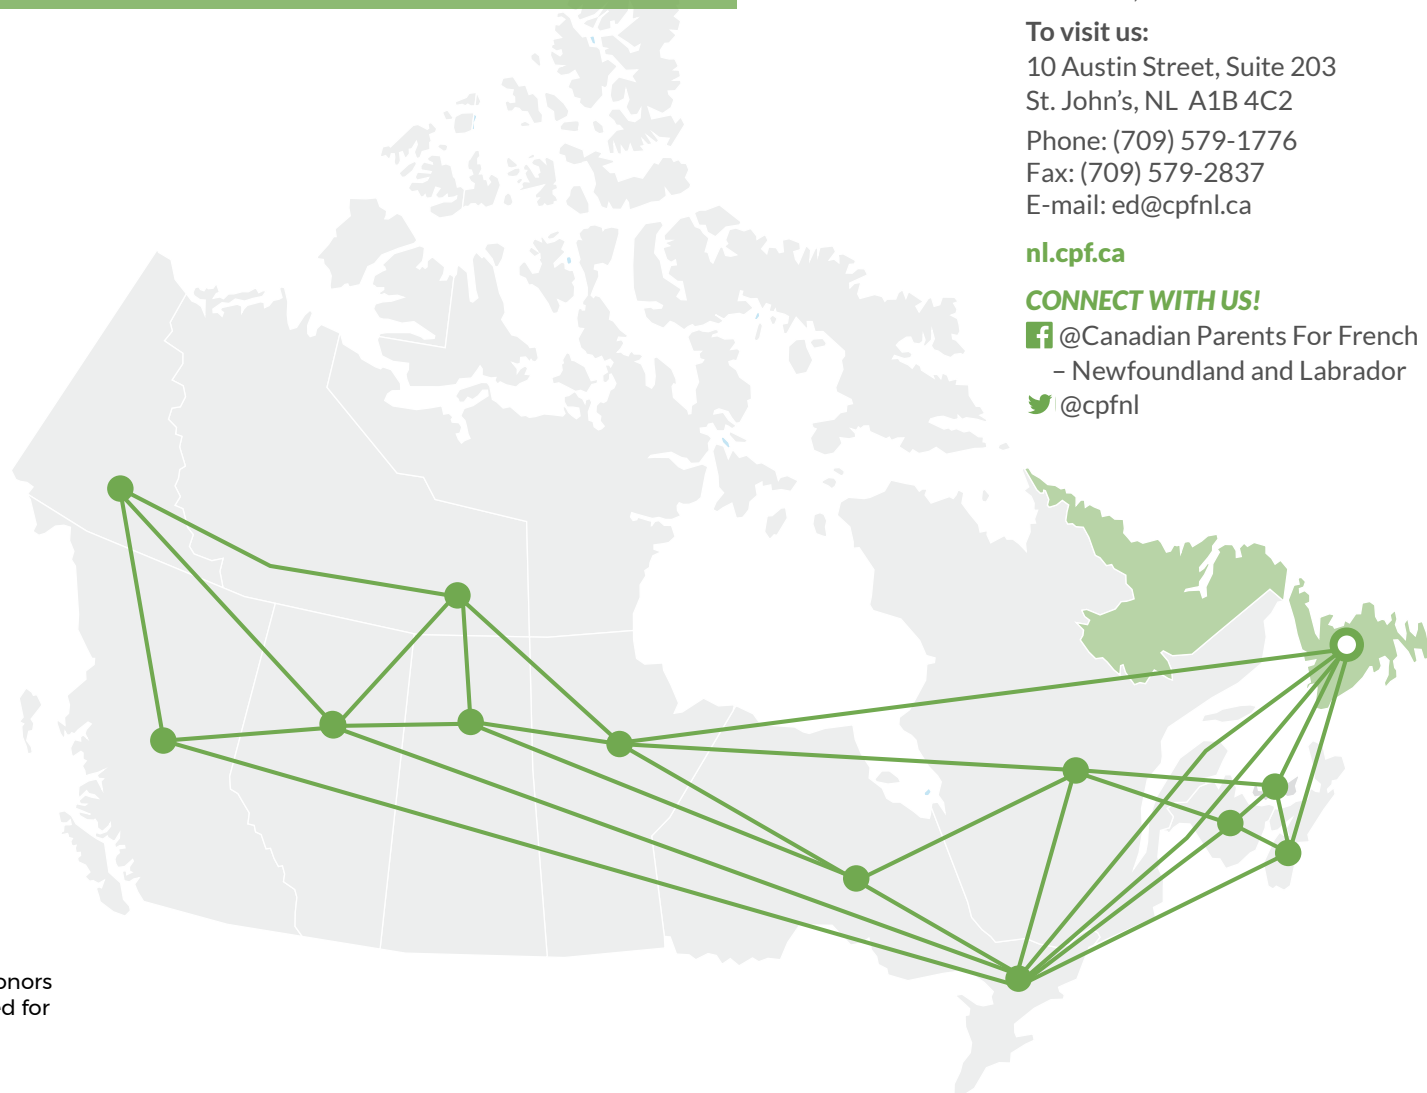 To visit us:
10 Austin Street, Suite 203
St. John’s, NL  A1B 4C2
Phone: (709) 579-1776
Fax: (709) 579-2837
E-mail: ed@cpfnl.ca
nl.cpf.ca
CONNECT WITH US!
@Canadian Parents For French
– Newfoundland and Labrador
@cpfnl
for